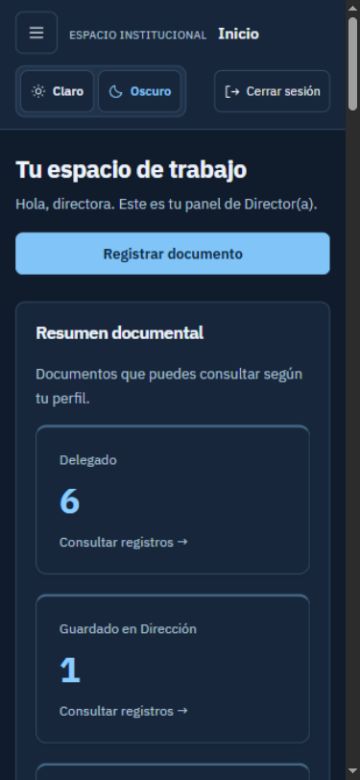 ESPACIO INSTITUCIONAL Inicio
Claro Oscuro Cerrar sesión
Tu espacio de trabajo
Hola, directora. Este es tu panel de Director(a).
Registrar documento
Resumen documental
Documentos que puedes consultar según
tu perfil.
Delegado
6
Consultar registros →
Guardado en Dirección
1
Consultar registros →